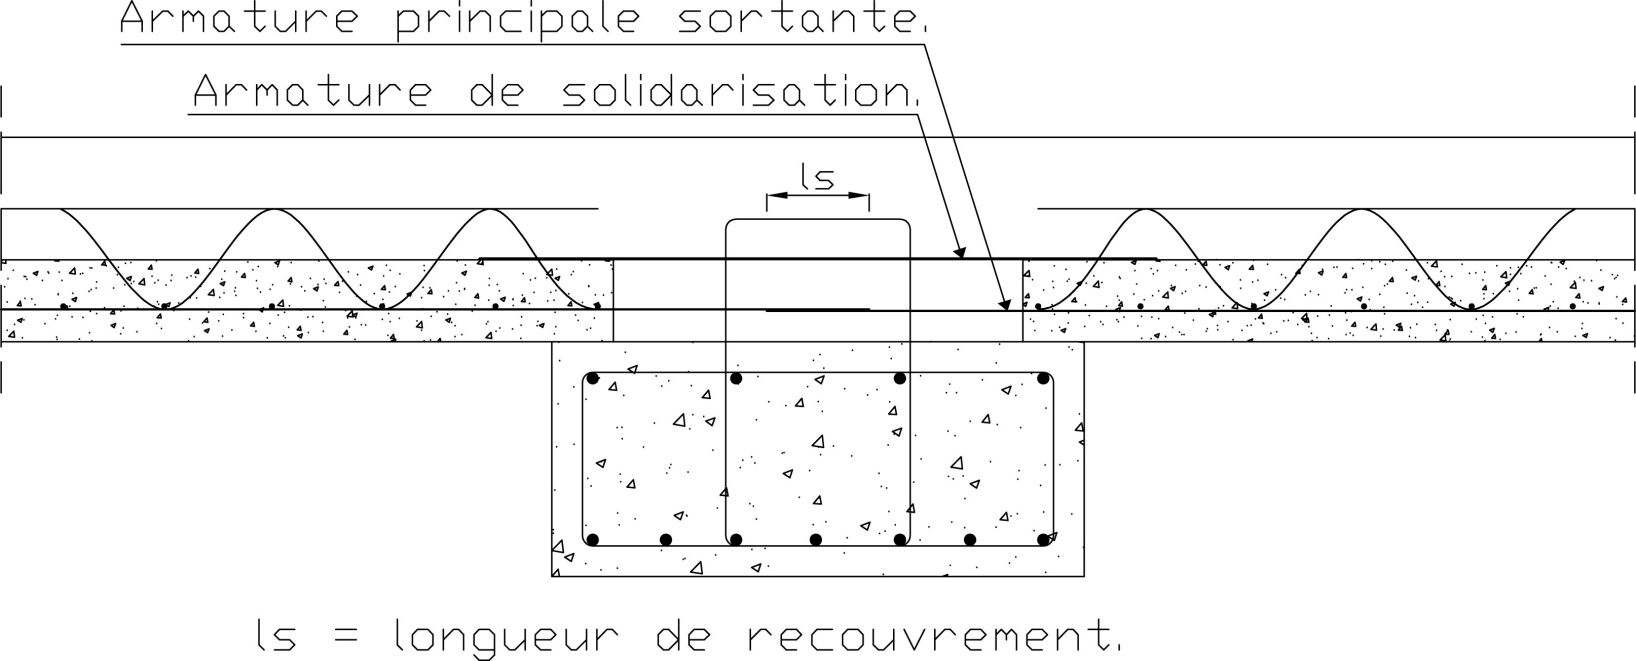 Armature principale sortante.
Armature de solidarisation.
ls
ls = longueur de recouvrement.